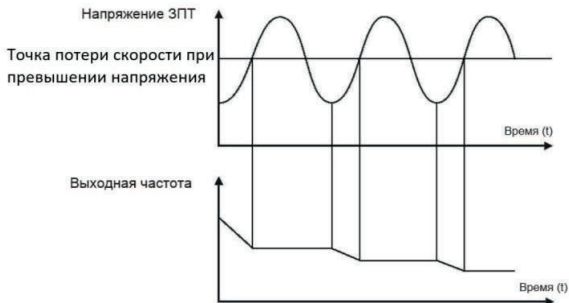 Напряжение ЗПТ
Точка потери скорости при
превышении напряжения
Время (t)
Выходная частота
Время (t)